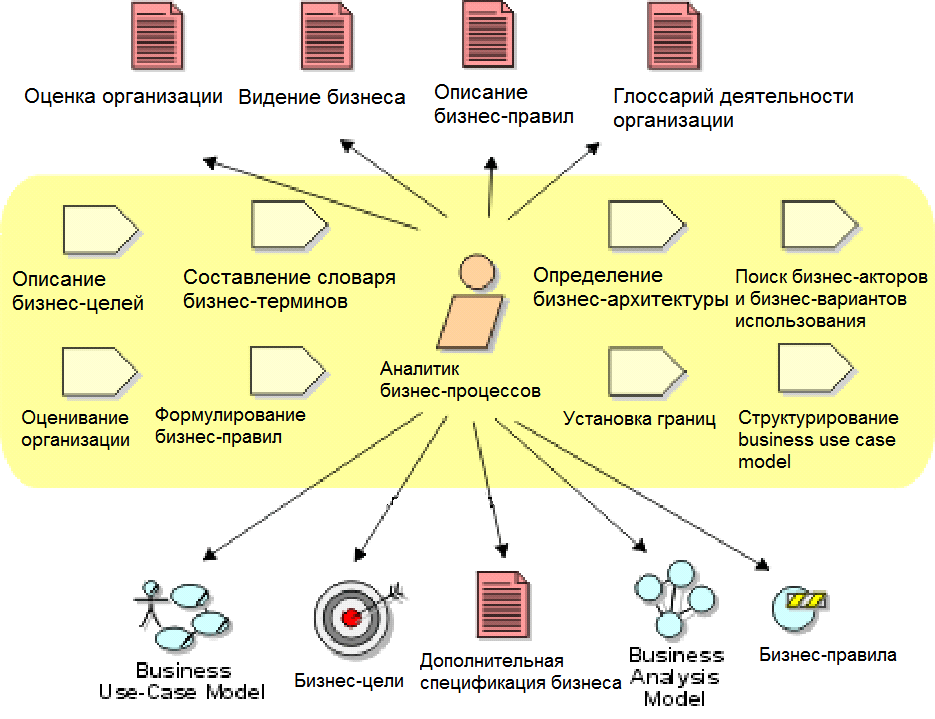 Оценка организации
Видение бизнеса
Описание
бизнес-правил
Глоссарий деятельности
организации
Описание
бизнес-целей
Составление словаря
бизнес-терминов
Определение
бизнес-архитектуры
Поиск бизнес-акторов
и бизнес-вариантов
использования
Аналитик
бизнес-процессов
Оценивание
организации
Формулирование
бизнес-правил
Установка границ
Структурирование
business use case
model
Business
Use-Case Model
Бизнес-цели
Дополнительная
спецификация бизнеса
Business
Analysis
Model
Бизнес-правила